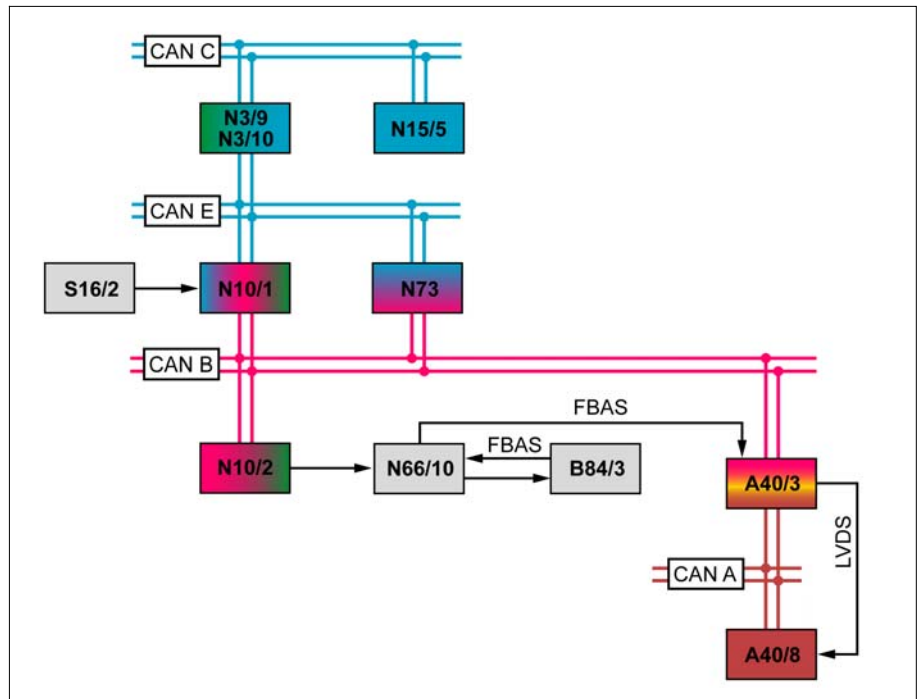 CAN C
N3/9
N3/10
N15/5
CAN E
S16/2
N10/1
N73
CAN B
FBAS
N10/2
N66/10
FBAS
B84/3
A40/3
LVDS
CAN A
A40/8